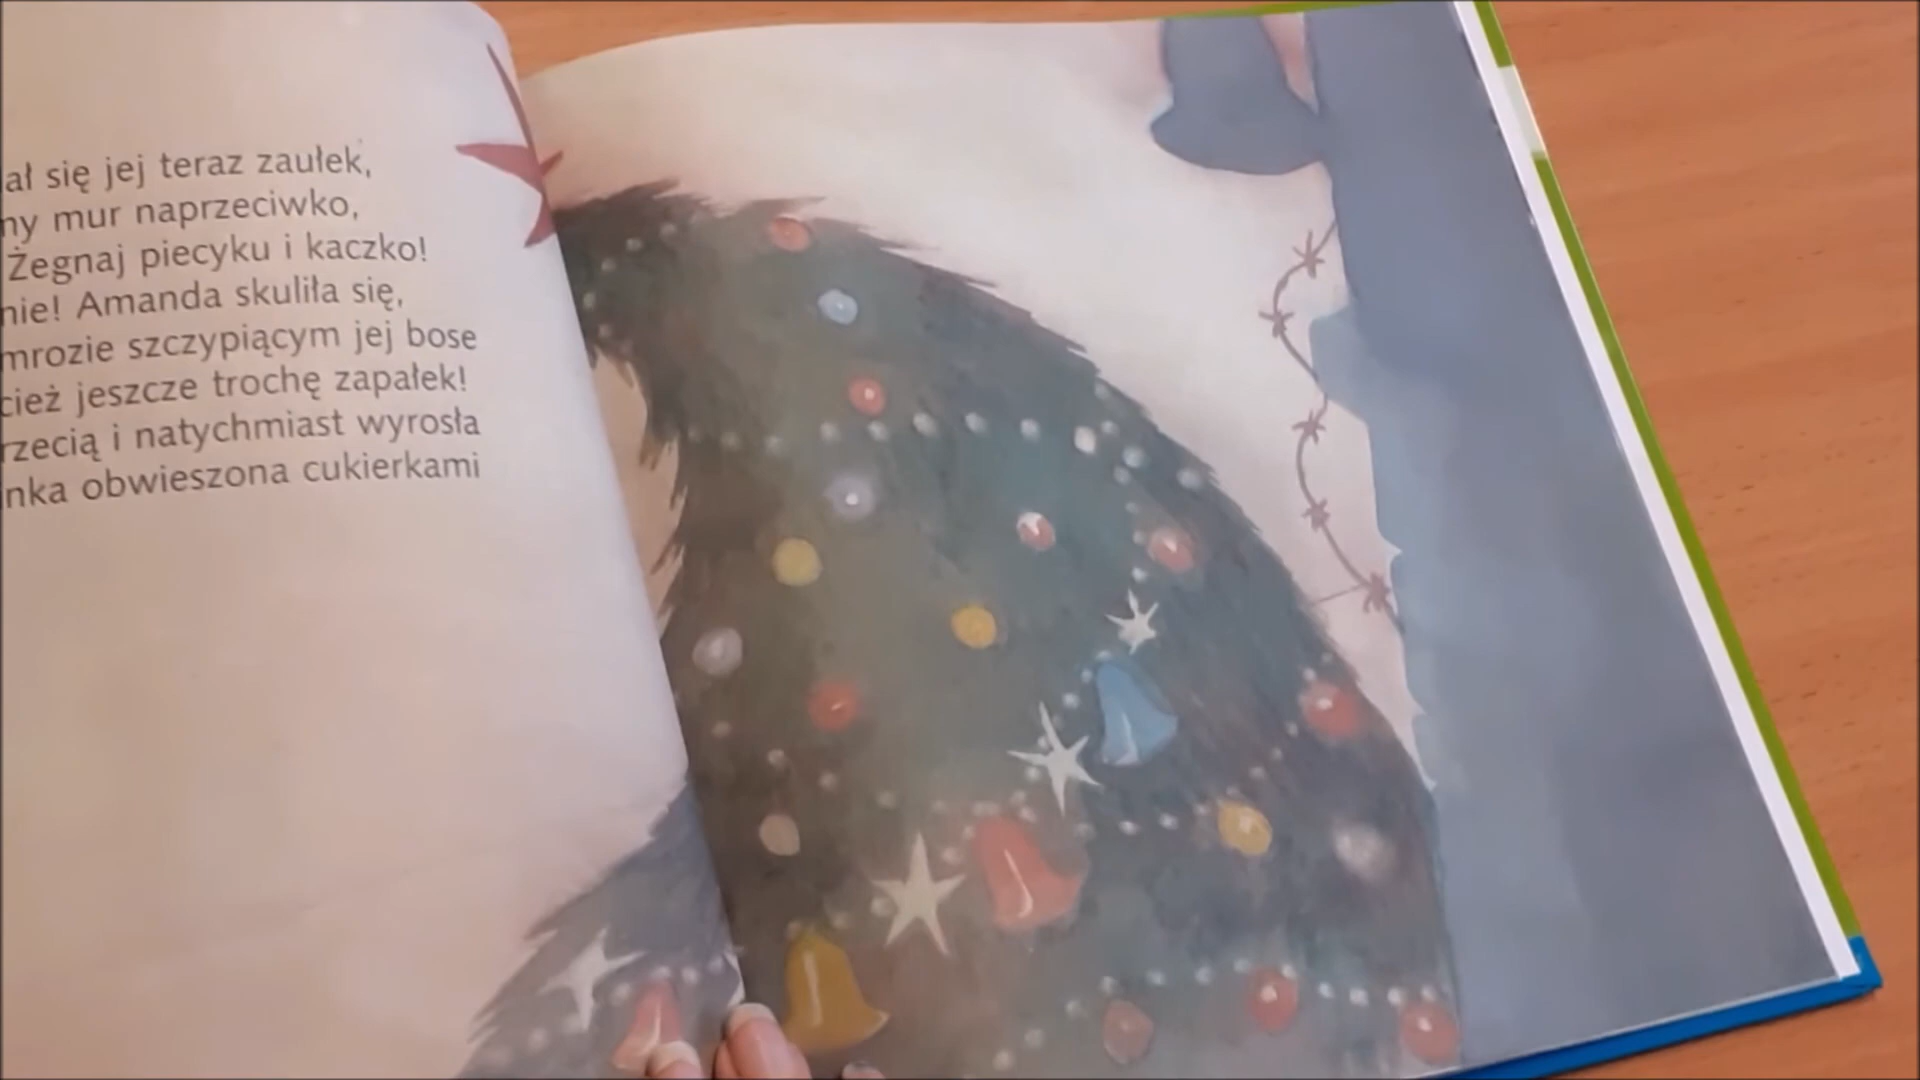 ał się jej teraz zaułek,
ny mur naprzeciwko,
Żegnaj piecyku i kaczko!
nie! Amanda skuliła się,
mrozie szczypiącym jej bose
cież jeszcze trochę zapałek!
rzecią i natychmiast wyrosła
nka obwieszona cukierkami